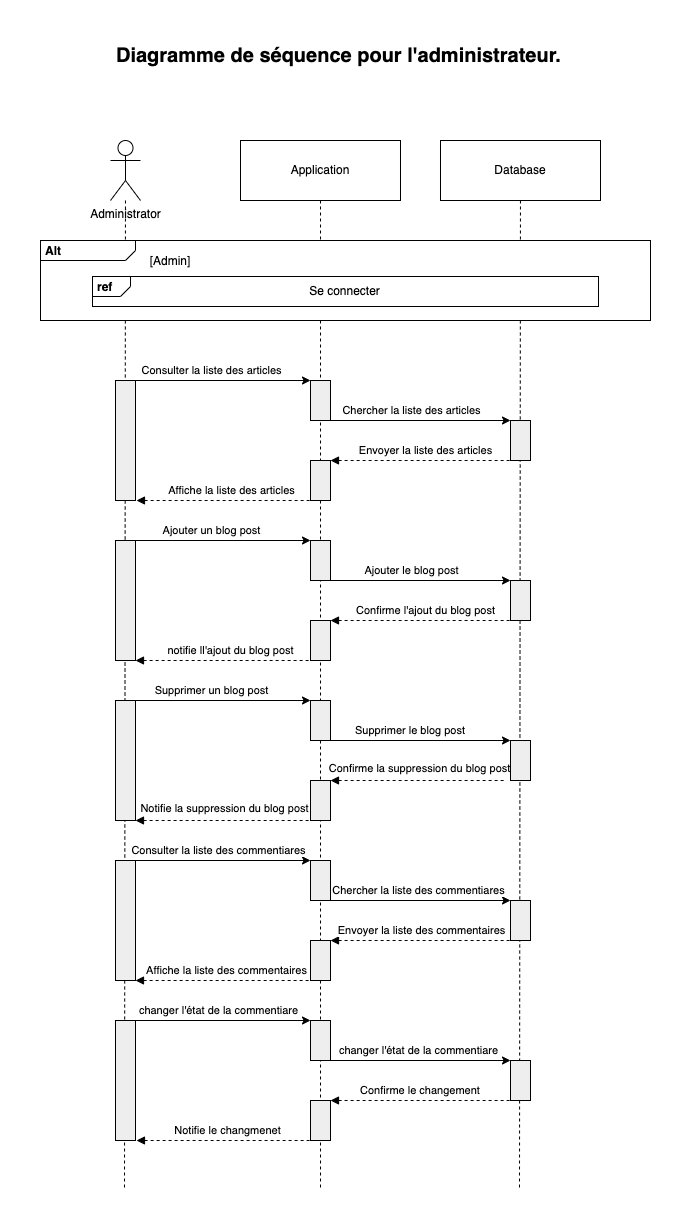 Diagramme de séquence pour l'administrateur.
Application
Database
Administrator
Alt
[Admin]
ref
Se connecter
Consulter la liste des articles
Chercher la liste des articles
Envoyer la liste des articles
Affiche la liste des articles
Ajouter un blog post
Ajouter le blog post
Confirme l'ajout du blog post
notifie ll'ajout du blog post
Supprimer un blog post
Supprimer le blog post
Confirme la suppression du blog post
Notifie la suppression du blog post
Consulter la liste des commentiares
Chercher la liste des commentiares
Envoyer la liste des commentaires
Affiche la liste des commentaires
changer l'état de la commentiare
changer l'état de la commentiare
Confirme le changement
Notifie le changmenet